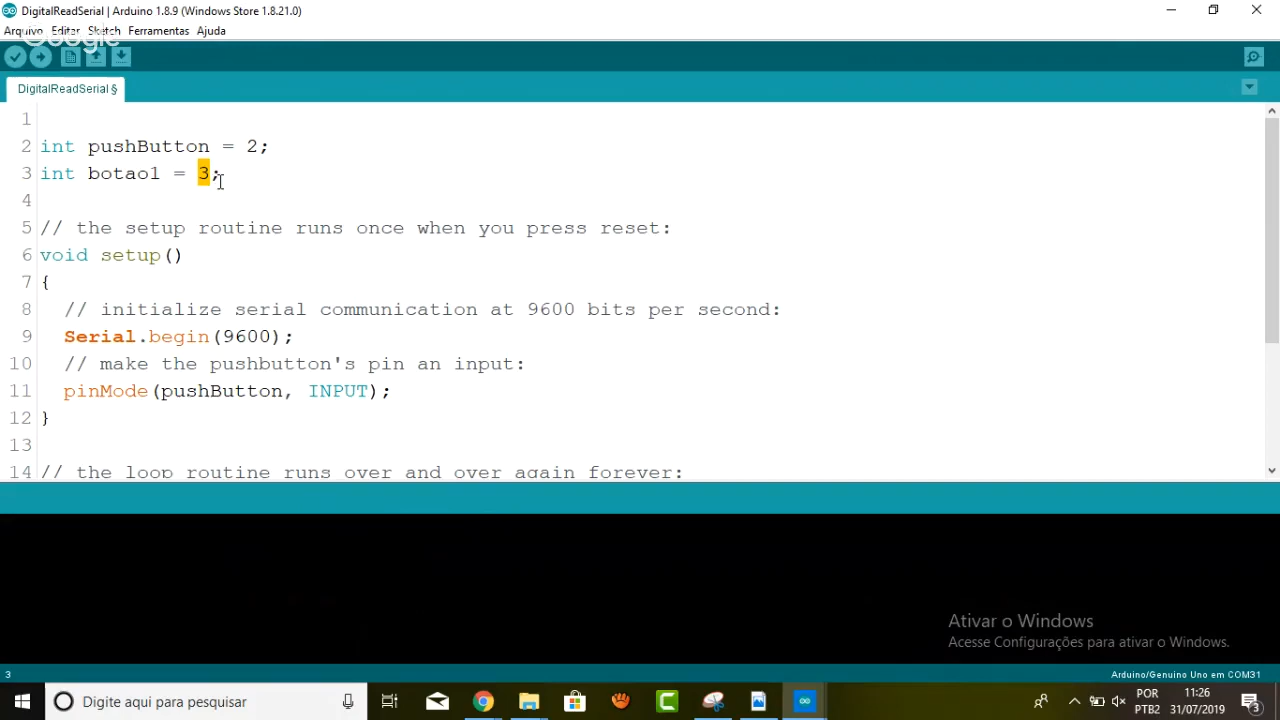 DigitalReadSerial | Arduino 1.8.9 (Windows Store 1.8.21.0)
Arquivo Editar Sketch Ferramentas Ajuda
Google
DigitalReadSerial §
1
2 int pushButton = 2;
3 int botao1 = 3;
4
5 // the setup routine runs once when you press reset:
6 void setup()
7 {
8 // initialize serial communication at 9600 bits per second:
9 Serial.begin(9600);
10 // make the pushbutton's pin an input:
11 pinMode(pushButton, INPUT);
12 }
13
14 // the loop routine runs over and over again forever:
Ativar o Windows
Acesse Configurações para ativar o Windows.
3 Arduino/Genuino Uno em COM31
Digite aqui para pesquisar
POR 11:26
PTB2 31/07/2019
3